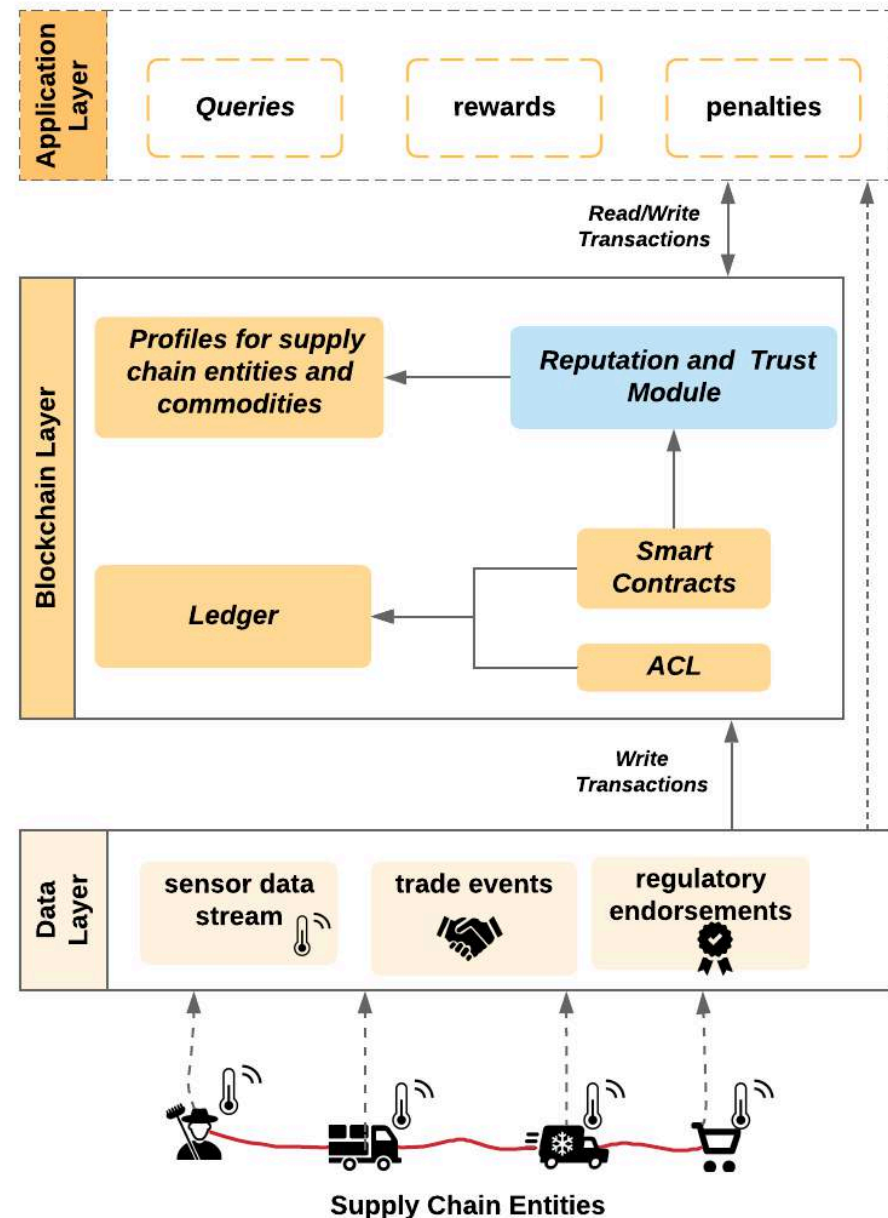 Application
Layer
Queries
rewards
penalties
Read/Write
Transactions
Blockchain Layer
Profiles for supply
chain entities and
commodities
Reputation and Trust
Module
Smart
Contracts
Ledger
ACL
Write
Transactions
Data
Layer
sensor data
stream
trade events
regulatory
endorsements
Supply Chain Entities